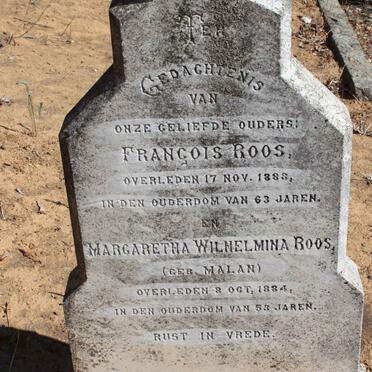 TER
GEDACHTENIS
VAN
ONZE GELIEFDE OUDERS:
FRANÇOIS ROOS,
OVERLEDEN 17 NOV. 1883,
IN DEN OUDERDOM VAN 63 JAREN.
EN
MARGARETHA WILHELMINA ROOS,
(GEB. MALAN)
OVERLEDEN 8 OCT, 1884,
IN DEN OUDERDOM VAN 53 JAREN.
RUST IN VREDE.